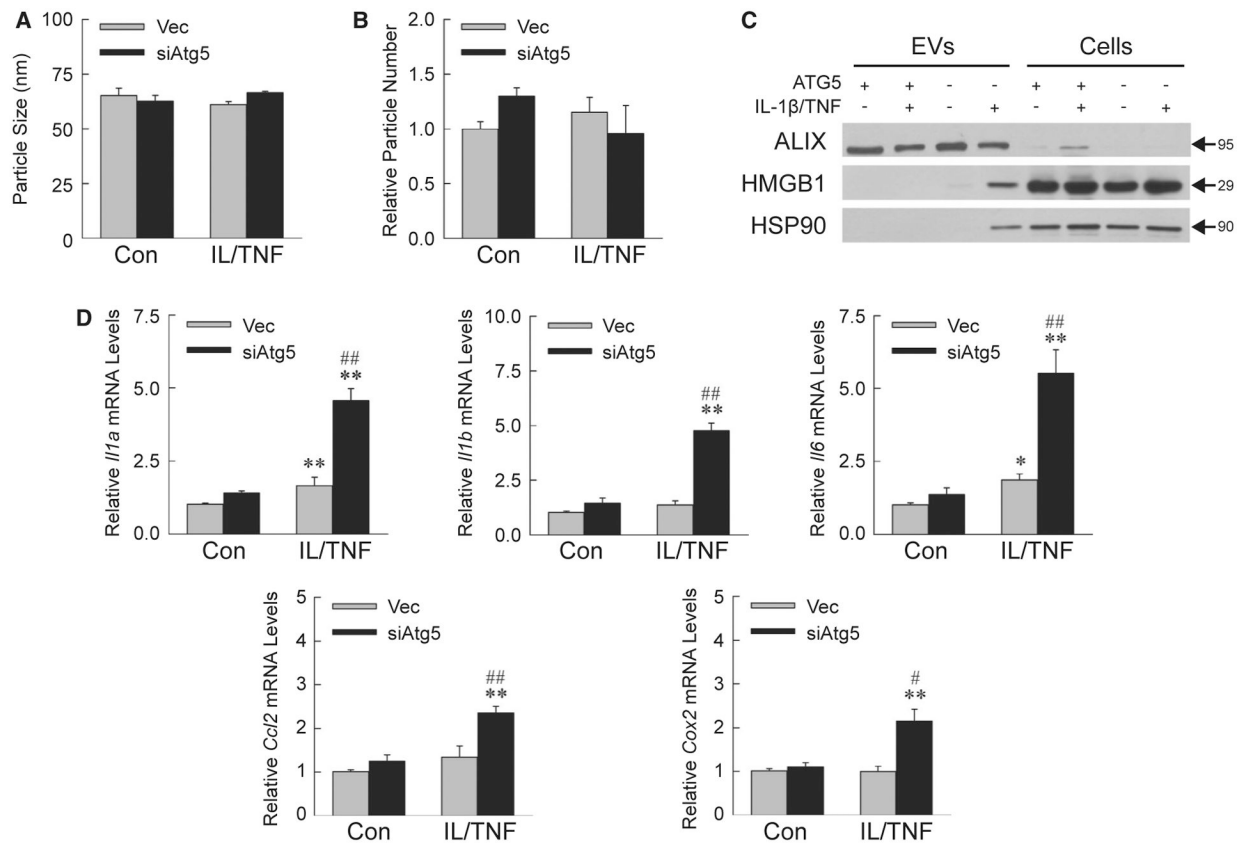 A
Vec
siAtg5
Particle Size (nm)
100
75
50
25
0
Con
IL/TNF
B
Vec
siAtg5
Relative Particle Number
2.0
1.5
1.0
0.5
0.0
Con
IL/TNF
C
EVs
Cells
ATG5
+ + - - + + - -
IL-1β/TNF
- + - + - + - +
ALIX
95
HMGB1
29
HSP90
90
D
Vec
siAtg5
Relative Il1a mRNA Levels
7.5
5.0
2.5
0.0
**
##
**
Con
IL/TNF
Vec
siAtg5
Relative Il1b mRNA Levels
10.0
7.5
5.0
2.5
0.0
##
**
Con
IL/TNF
Vec
siAtg5
Relative Il6 mRNA Levels
7.5
5.0
2.5
0.0
*
##
**
Con
IL/TNF
Vec
siAtg5
Relative Ccl2 mRNA Levels
5
4
3
2
1
0
##
**
Con
IL/TNF
Vec
siAtg5
Relative Cox2 mRNA Levels
5
4
3
2
1
0
#
**
Con
IL/TNF